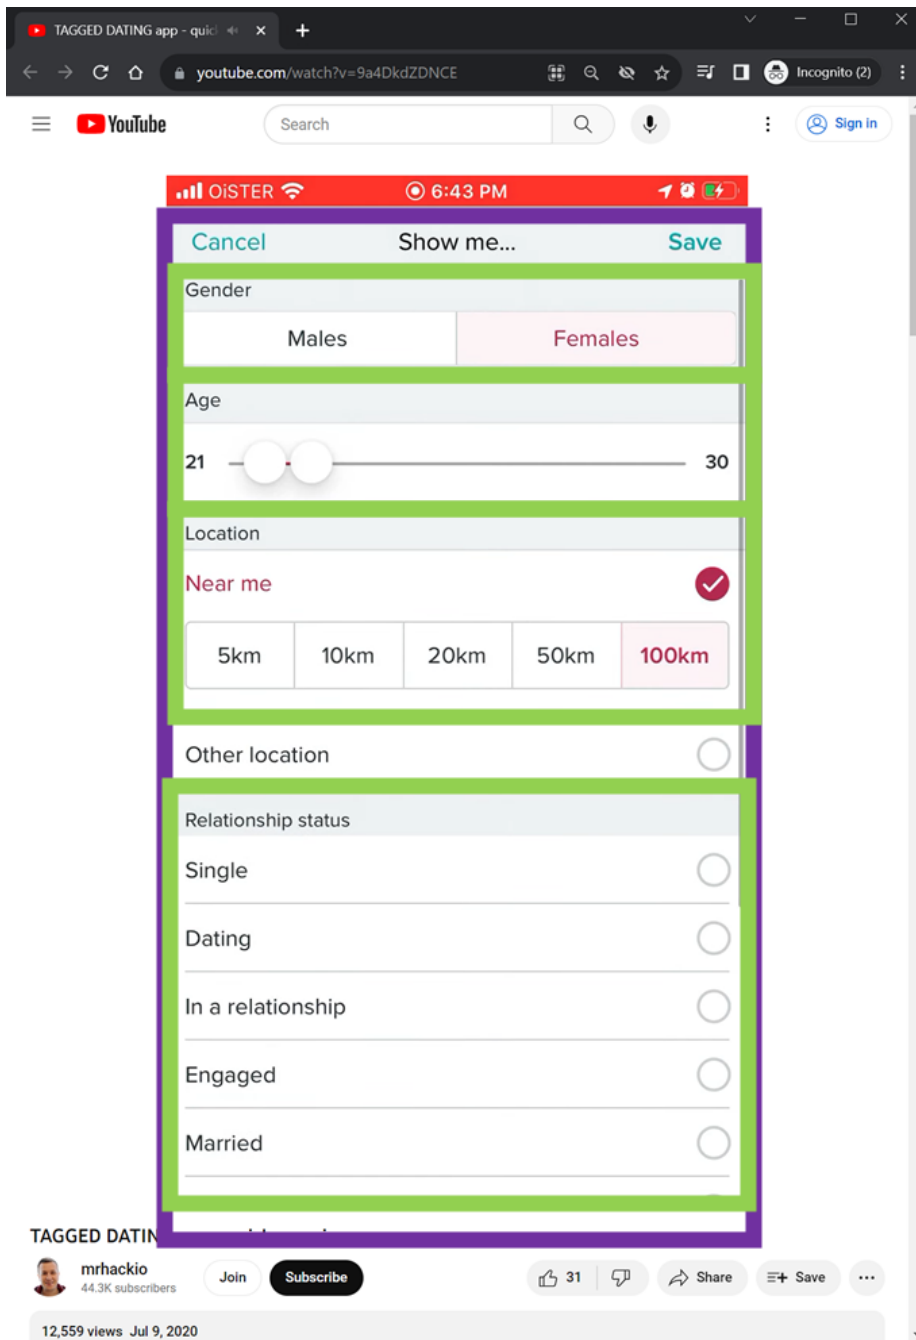 TAGGED DATING app - quic
youtube.com/watch?v=9a4DkdZDNCE
Incognito (2)
YouTube
Search
Sign in
OiSTER 6:43 PM
Cancel Show me... Save
Gender
Males Females
Age
21 30
Location
Near me
5km 10km 20km 50km 100km
Other location
Relationship status
Single
Dating
In a relationship
Engaged
Married
TAGGED DATIN
mrhackio
44.3K subscribers
Join Subscribe 31 Share Save
12,559 views Jul 9, 2020